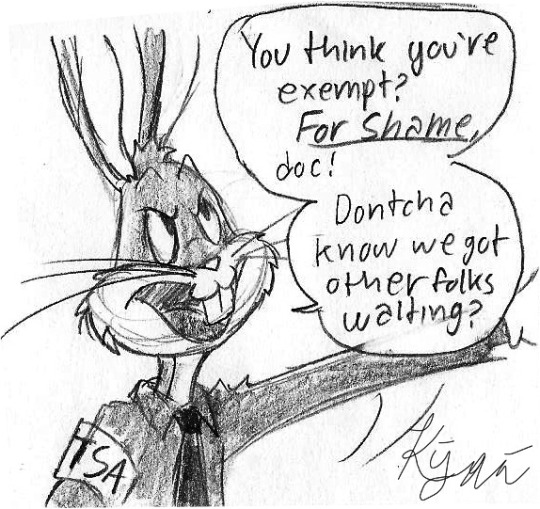 You think you're
exempt?
For shame,
doc!
Dontcha
know we got
other folks
waiting?
TSA